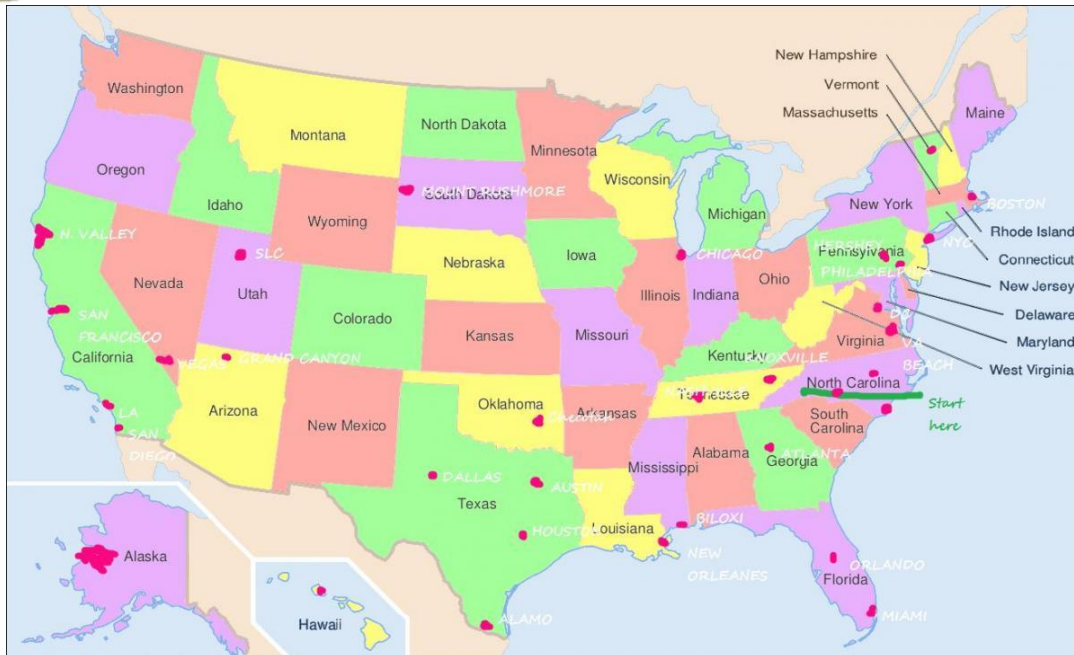 New Hampshire
Vermont
Massachusetts
Washington
Montana
North Dakota
Minnesota
Maine
Oregon
Idaho
Wyoming
MOUNT RUSHMORE
South Dakota
Wisconsin
Michigan
New York
BOSTON
Rhode Island
N. VALLEY
SLC
CHICAGO
HERSHEY
NYC
Pennsylvania
Connecticut
Nevada
Utah
Nebraska
Iowa
Illinois
Indiana
Ohio
PHILADELPHIA
New Jersey
SAN
FRANCISCO
Colorado
Kansas
Missouri
DC
Delaware
California
VEGAS
GRAND CANYON
Kentucky
KNOXVILLE
Virginia
VA
BEACH
Maryland
West Virginia
LA
SAN
DIEGO
Arizona
New Mexico
Oklahoma
Checotah
Arkansas
Tennessee
North Carolina
South
Carolina
Start
here
Mississippi
Alabama
Georgia
ATLANTA
DALLAS
AUSTIN
Texas
HOUSTON
Louisiana
BILOXI
NEW
ORLEANES
Alaska
Hawaii
ALAMO
ORLANDO
Florida
MIAMI